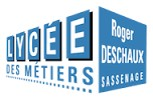 LYCÉE
DES MÉTIERS
Roger
DESCHAUX
SASSENAGE